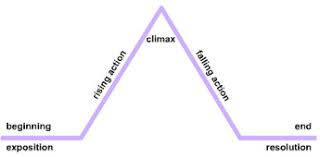 climax
rising action
falling action
beginning
end
exposition
resolution